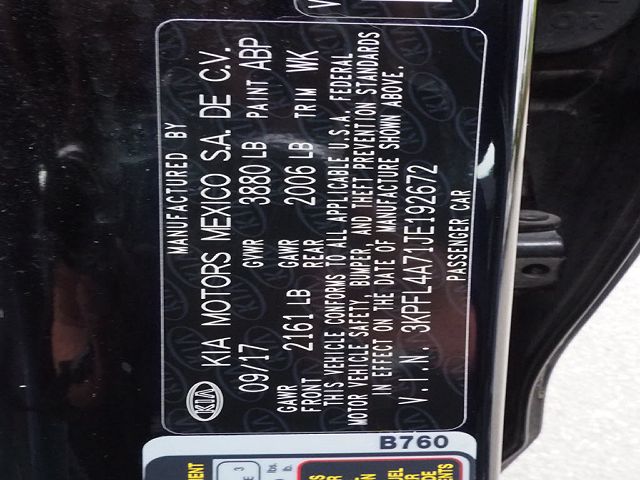 MANUFACTURED BY
KIA KIA MOTORS MEXICO S.A. DE C.V.
09/17 GVWR 3880 LB PAINT ABP
GAWR FRONT 2161 LB GAWR REAR 2006 LB TRIM WK
THIS VEHICLE CONFORMS TO ALL APPLICABLE U.S.A. FEDERAL
MOTOR VEHICLE SAFETY, BUMPER, AND THEFT PREVENTION STANDARDS
IN EFFECT ON THE DATE OF MANUFACTURE SHOWN ABOVE.
V.I.N. 3KPFL4A71JE192672
PASSENGER CAR
B760